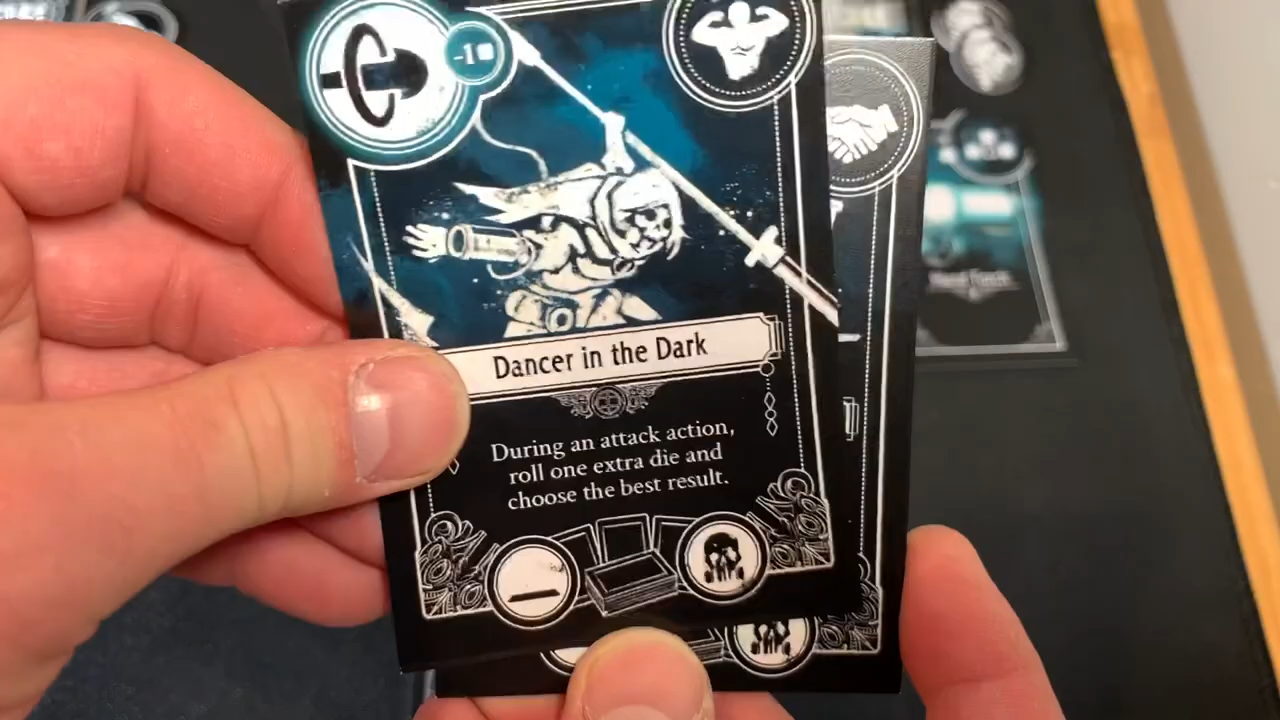 -1
Dancer in the Dark
During an attack action,
roll one extra die and
choose the best result.